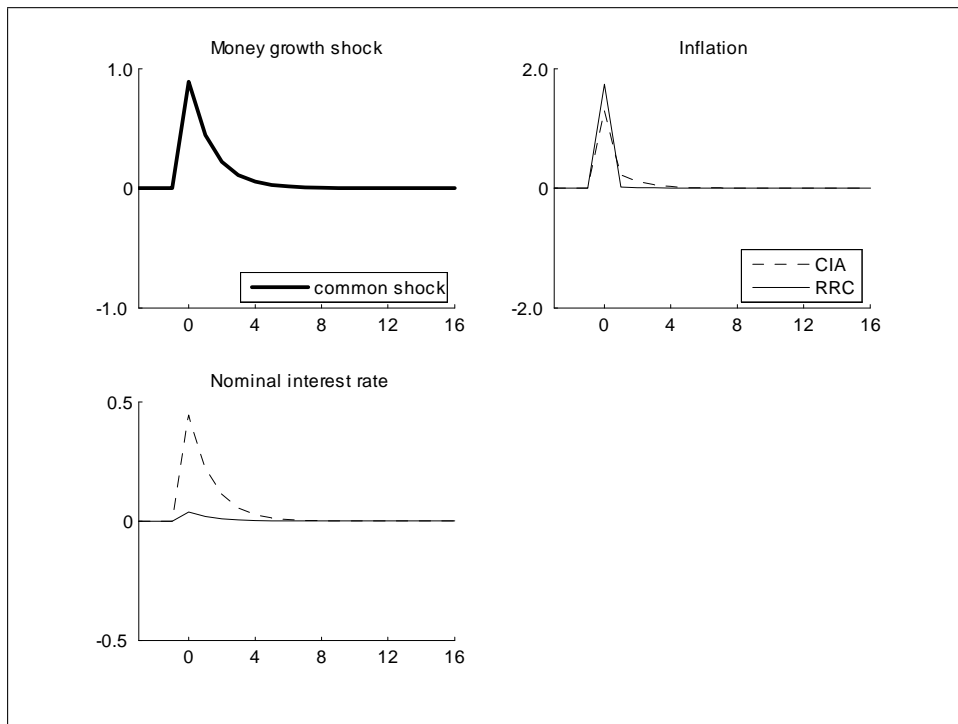 Money growth shock
1.0
0
-1.0
common shock
0 4 8 12 16
Inflation
2.0
0
-2.0
CIA
RRC
0 4 8 12 16
Nominal interest rate
0.5
0
-0.5
0 4 8 12 16